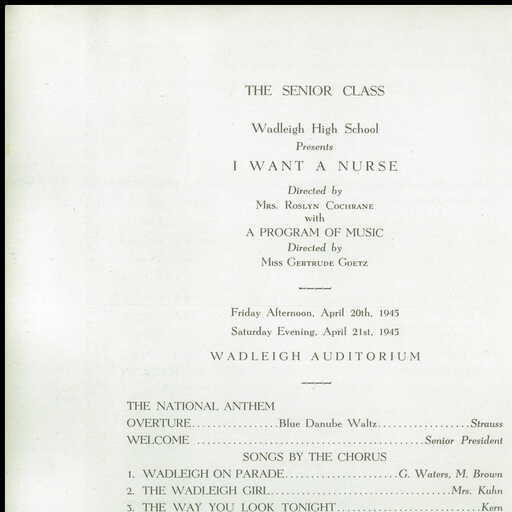 THE SENIOR CLASS
Wadleigh High School
Presents
I WANT A NURSE
Directed by
Mrs. Roslyn Cochrane
with
A PROGRAM OF MUSIC
Directed by
Miss Gertrude Goetz
Friday Afternoon, April 20th, 1945
Saturday Evening, April 21st, 1945
WADLEIGH AUDITORIUM
THE NATIONAL ANTHEM
OVERTURE.................Blue Danube Waltz..................Strauss
WELCOME ............................................Senior President
SONGS BY THE CHORUS
1. WADLEIGH ON PARADE......................G. Waters, M. Brown
2. THE WADLEIGH GIRL...................................Mrs. Kuhn
3. THE WAY YOU LOOK TONIGHT............................Kern